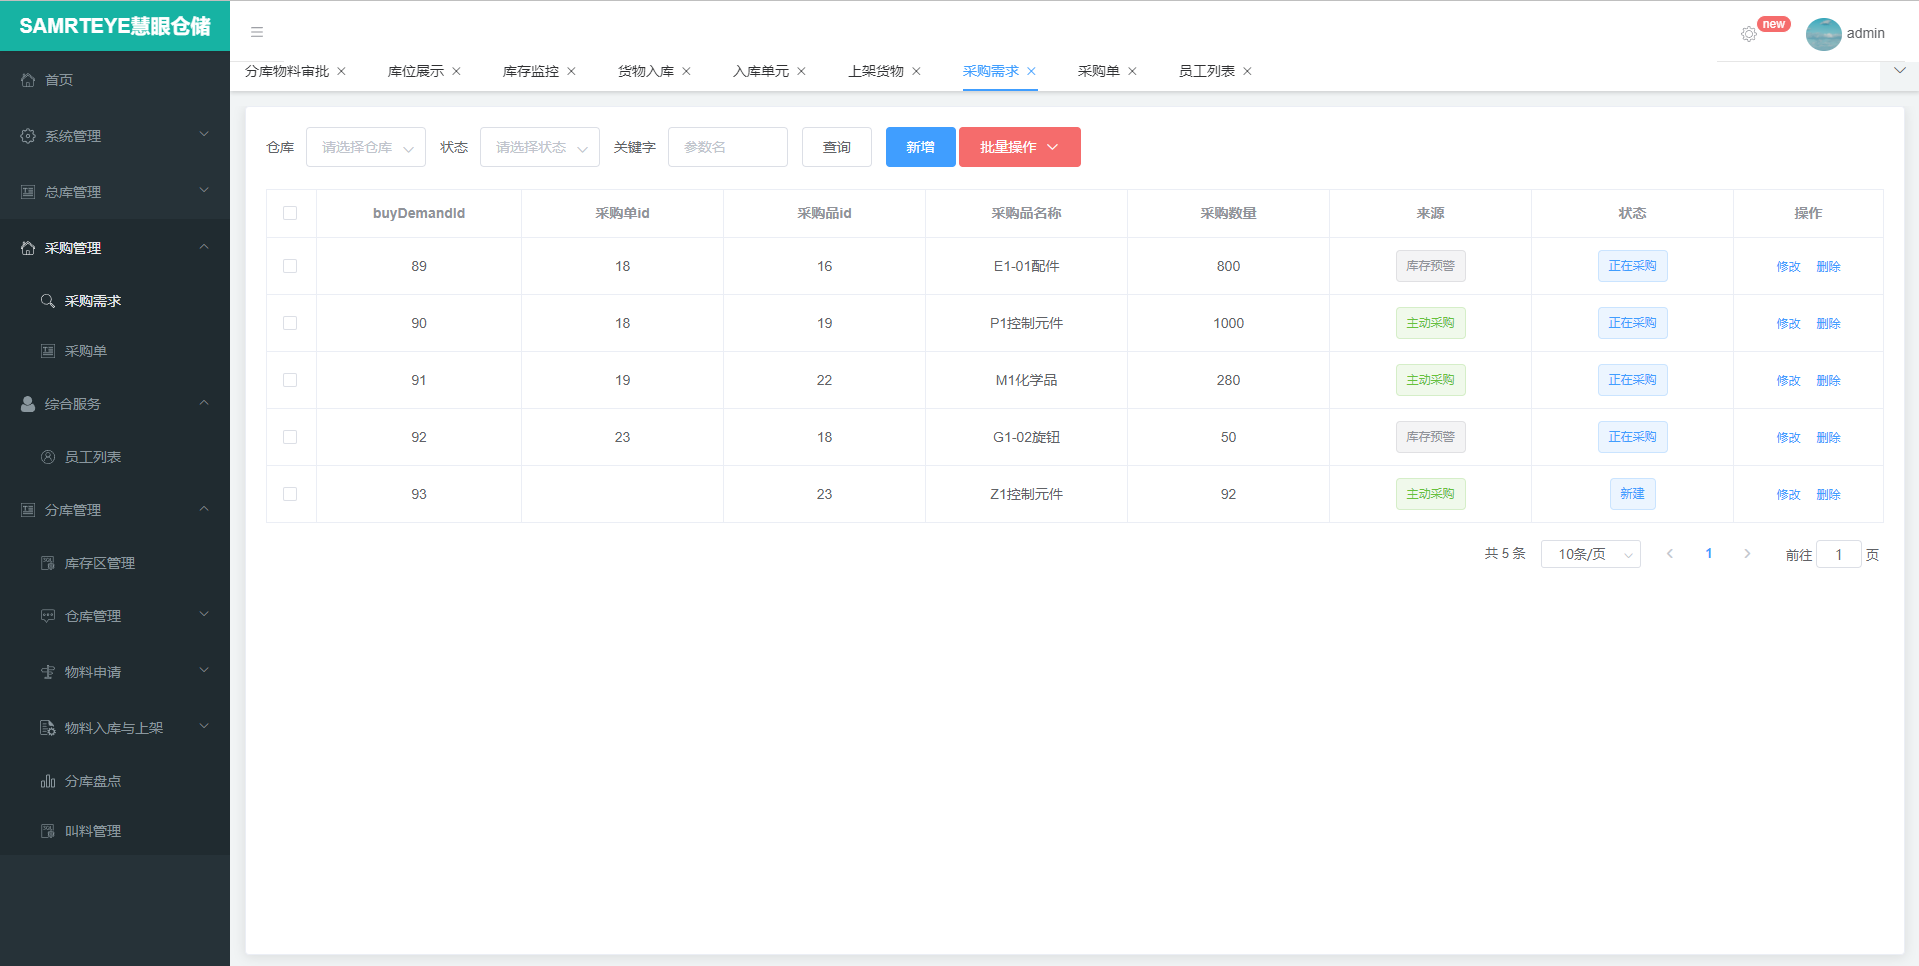 SAMRTEYE慧眼仓储
new
admin
分库物料审批
库位展示
库存监控
货物入库
入库单元
上架货物
采购需求
采购单
员工列表
首页
系统管理
总库管理
采购管理
采购需求
采购单
综合服务
员工列表
分库管理
库存区管理
仓库管理
物料申请
物料入库与上架
分库盘点
叫料管理
仓库 请选择仓库 状态 请选择状态 关键字 参数名 查询 新增 批量操作
buyDemandId 采购单id 采购品id 采购品名称 采购数量 来源 状态 操作
89 18 16 E1-01配件 800 库存预警 正在采购 修改 删除
90 18 19 P1控制元件 1000 主动采购 正在采购 修改 删除
91 19 22 M1化学品 280 主动采购 正在采购 修改 删除
92 23 18 G1-02旋钮 50 库存预警 正在采购 修改 删除
93 23 Z1控制元件 92 主动采购 新建 修改 删除
共 5 条 10条/页 1 前往 1 页